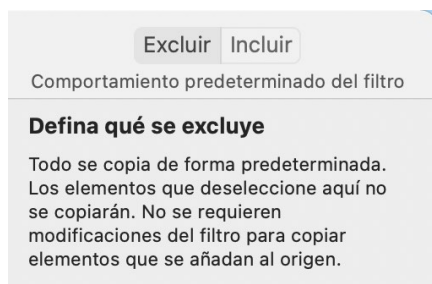 Excluir Incluir
Comportamiento predeterminado del filtro
Defina qué se excluye
Todo se copia de forma predeterminada.
Los elementos que deseleccione aquí no
se copiarán. No se requieren
modificaciones del filtro para copiar
elementos que se añadan al origen.